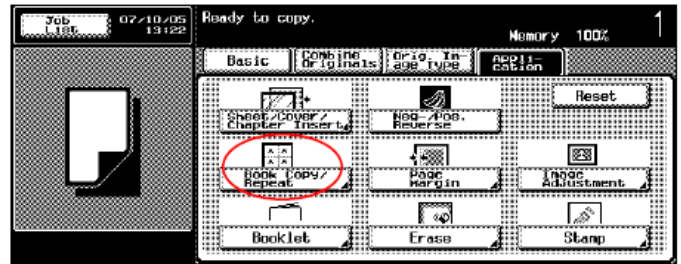 Job
List
07/10/05
19:22
Ready to copy.
Memory 100%
1
Basic
Combine
Originals
Orig. Im-
age Type
Appli-
cation
Sheet/Cover/
Chapter Insert
Neg-/Pos.
Reverse
Reset
Book Copy/
Repeat
Page
Margin
Image
Adjustment
Booklet
Erase
Stamp